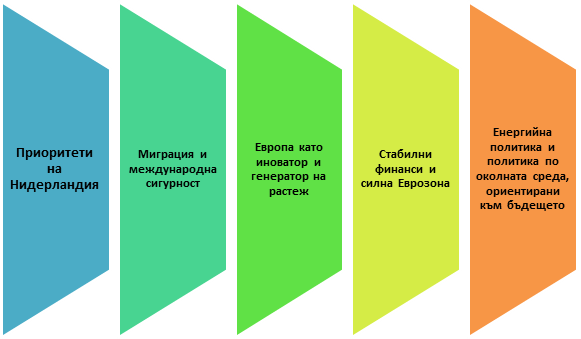 Приоритети
на
Нидерландия
Миграция и
международна
сигурност
Европа като
иноватор и
генератор на
растеж
Стабилни
финанси и
силна Еврозона
Енергийна
политика и
политика по
околната среда,
ориентирани
към бъдещето